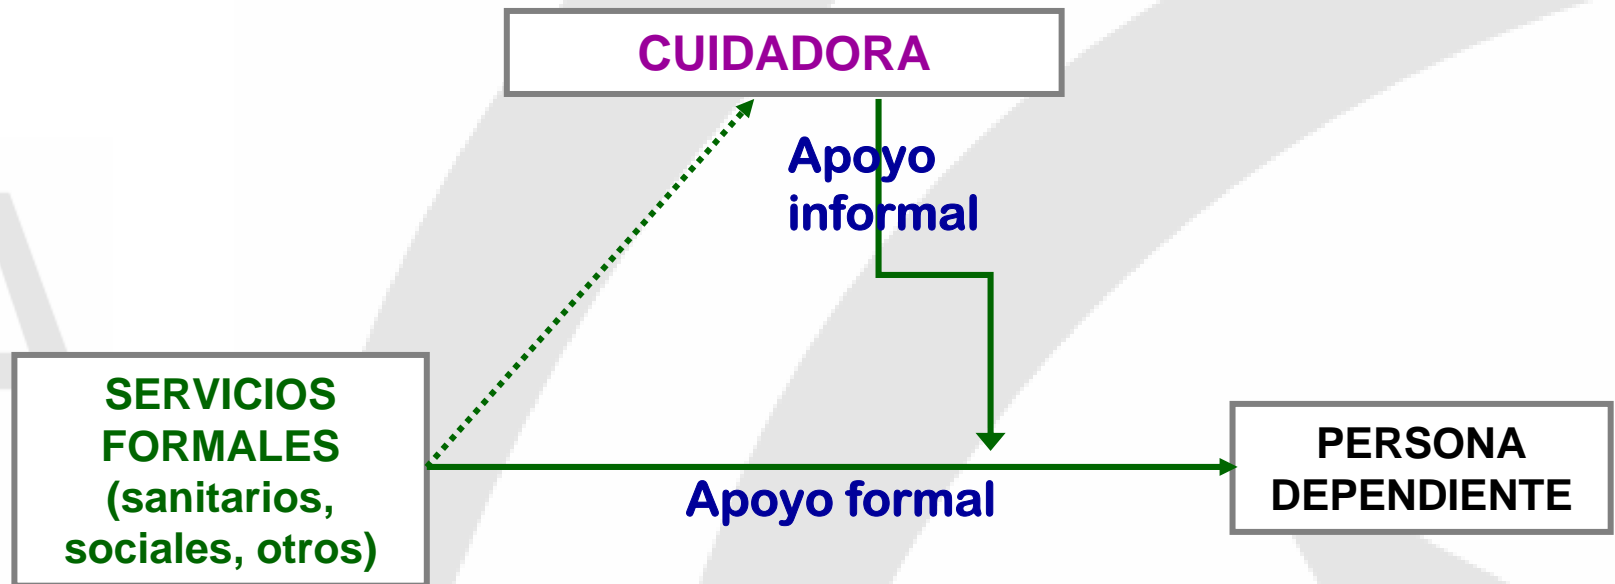 CUIDADORA
Apoyo
informal
SERVICIOS
FORMALES
(sanitarios,
sociales, otros)
Apoyo formal
PERSONA
DEPENDIENTE